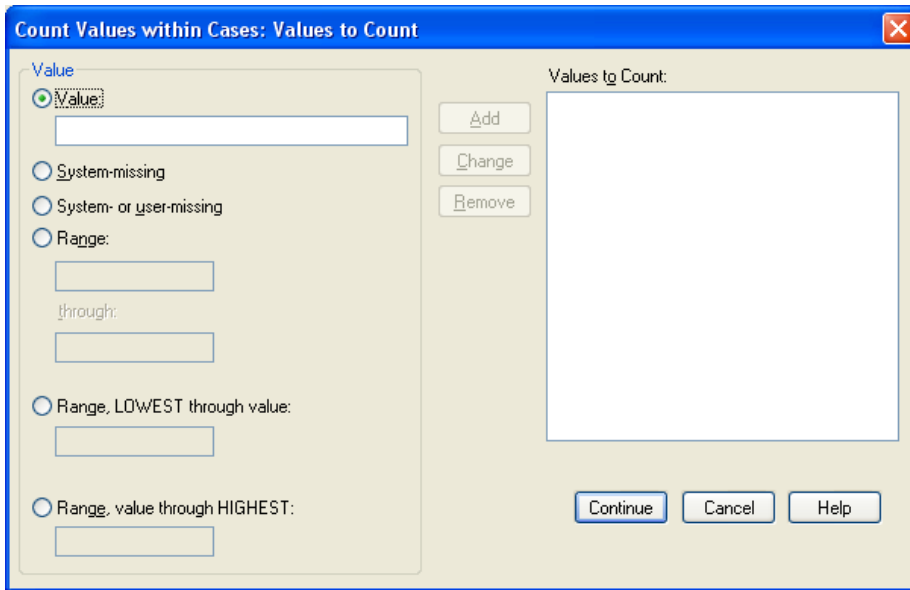 Count Values within Cases: Values to Count
Value
Value:
System-missing
System- or user-missing
Range:
through:
Range, LOWEST through value:
Range, value through HIGHEST:
Add
Change
Remove
Values to Count:
Continue
Cancel
Help